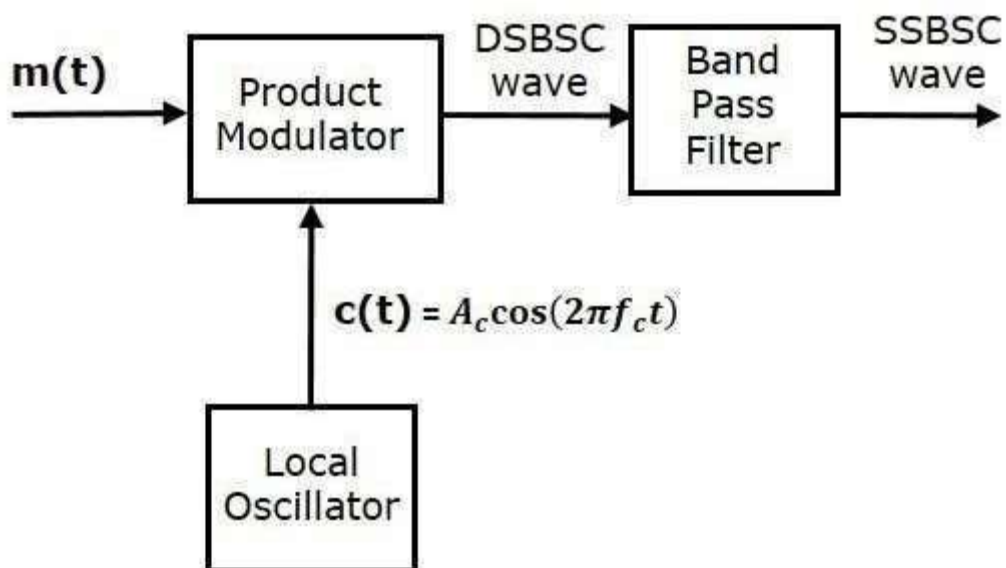 m(t)
Product
Modulator
DSBSC
wave
Band
Pass
Filter
SSBSC
wave
c(t) = A_c cos(2πf_c t)
Local
Oscillator